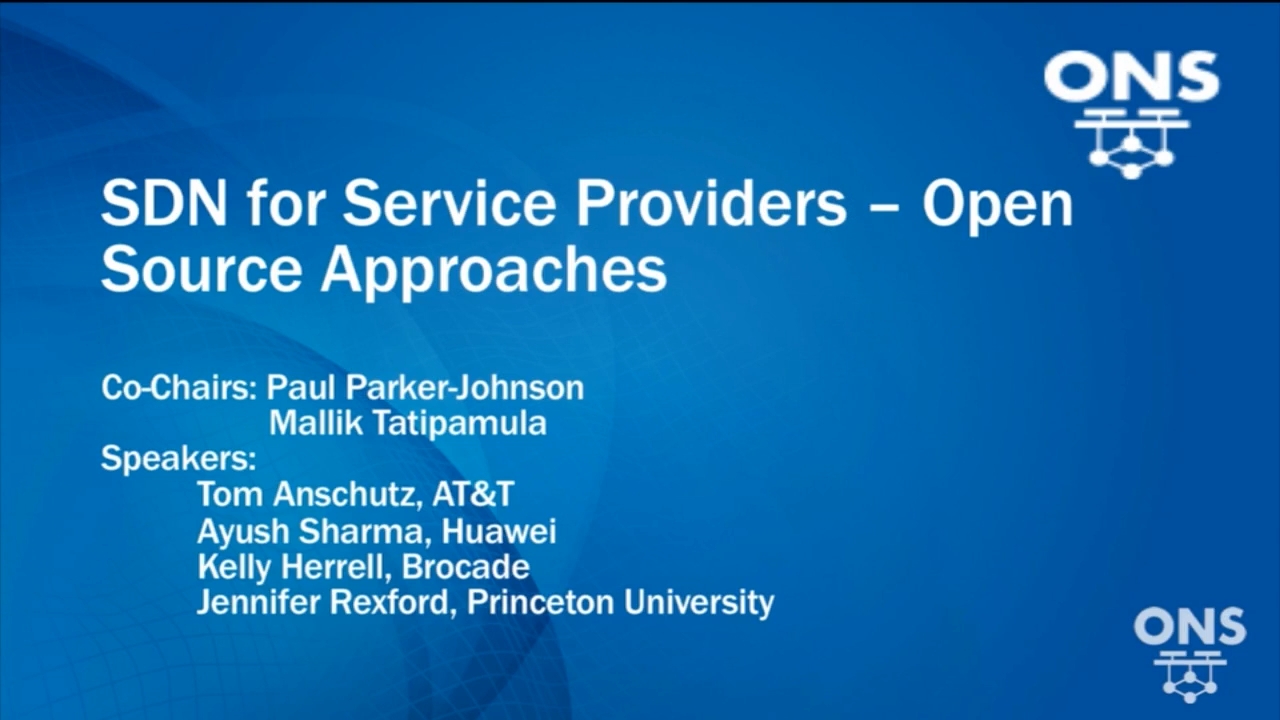 ONS
SDN for Service Providers – Open
Source Approaches
Co-Chairs: Paul Parker-Johnson
Mallik Tatipamula
Speakers:
Tom Anschutz, AT&T
Ayush Sharma, Huawei
Kelly Herrell, Brocade
Jennifer Rexford, Princeton University
ONS